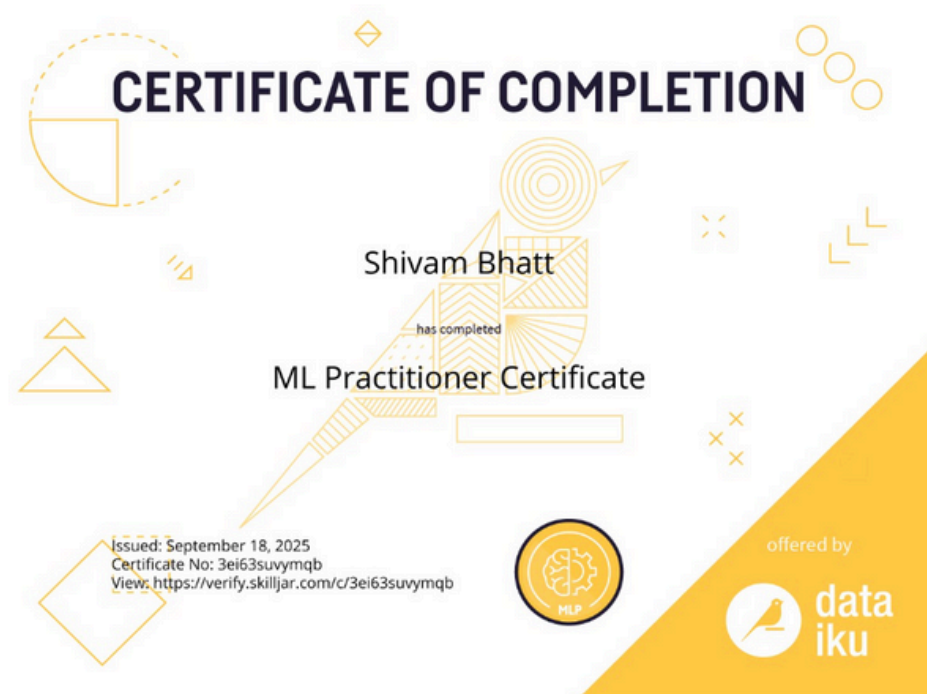 CERTIFICATE OF COMPLETION
Shivam Bhatt
has completed
ML Practitioner Certificate
Issued: September 18, 2025
Certificate No: 3ei63suvymqb
View: https://verify.skilljar.com/c/3ei63suvymqb
MLP
offered by
data
iku